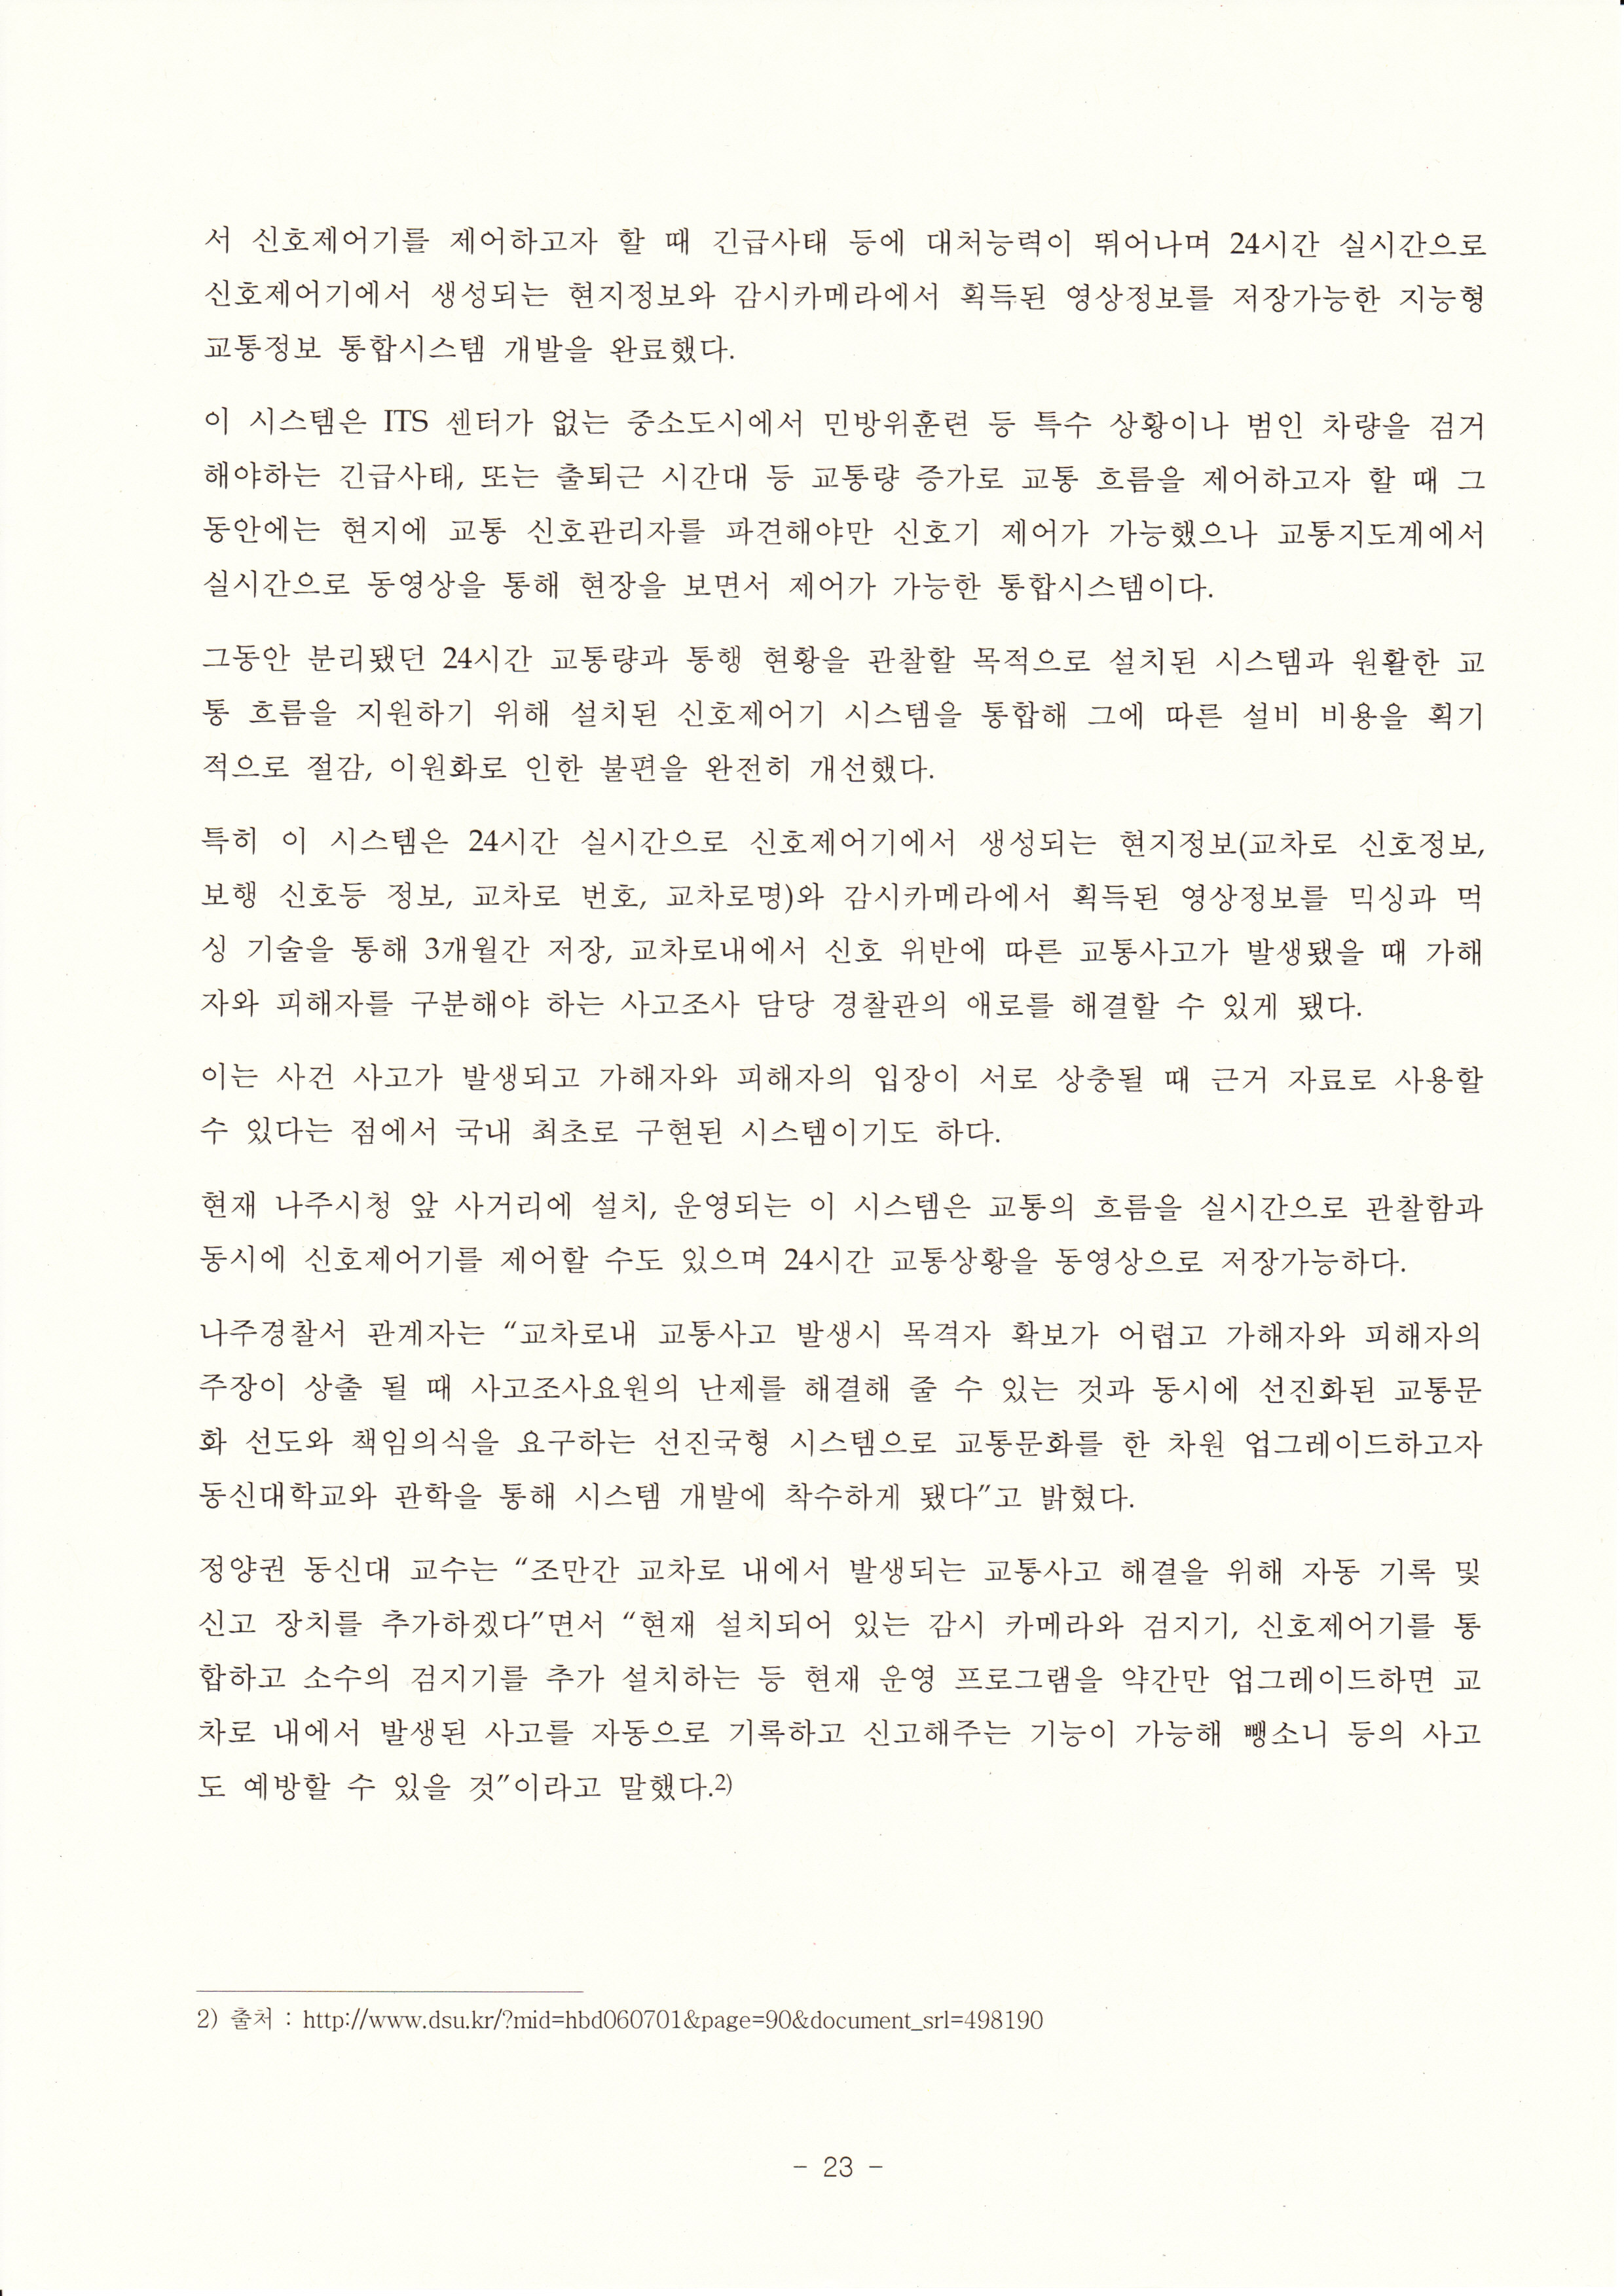 서 신호제어기를 제어하고자 할 때 긴급사태 등에 대처능력이 뛰어나며 24시간 실시간으로
신호제어기에서 생성되는 현지정보와 감시카메라에서 획득된 영상정보를 저장가능한 지능형
교통정보 통합시스템 개발을 완료했다.
이 시스템은 ITS 센터가 없는 중소도시에서 민방위훈련 등 특수 상황이나 범인 차량을 검거
해야하는 긴급사태, 또는 출퇴근 시간대 등 교통량 증가로 교통 흐름을 제어하고자 할 때 그
동안에는 현지에 교통 신호관리자를 파견해야만 신호기 제어가 가능했으나 교통지도계에서
실시간으로 동영상을 통해 현장을 보면서 제어가 가능한 통합시스템이다.
그동안 분리됐던 24시간 교통량과 통행 현황을 관찰할 목적으로 설치된 시스템과 원활한 교
통 흐름을 지원하기 위해 설치된 신호제어기 시스템을 통합해 그에 따른 설비 비용을 획기
적으로 절감, 이원화로 인한 불편을 완전히 개선했다.
특히 이 시스템은 24시간 실시간으로 신호제어기에서 생성되는 현지정보(교차로 신호정보,
보행 신호등 정보, 교차로 번호, 교차로명)와 감시카메라에서 획득된 영상정보를 믹싱과 먹
싱 기술을 통해 3개월간 저장, 교차로내에서 신호 위반에 따른 교통사고가 발생됐을 때 가해
자와 피해자를 구분해야 하는 사고조사 담당 경찰관의 애로를 해결할 수 있게 됐다.
이는 사건 사고가 발생되고 가해자와 피해자의 입장이 서로 상충될 때 근거 자료로 사용할
수 있다는 점에서 국내 최초로 구현된 시스템이기도 하다.
현재 나주시청 앞 사거리에 설치, 운영되는 이 시스템은 교통의 흐름을 실시간으로 관찰함과
동시에 신호제어기를 제어할 수도 있으며 24시간 교통상황을 동영상으로 저장가능하다.
나주경찰서 관계자는 “교차로내 교통사고 발생시 목격자 확보가 어렵고 가해자와 피해자의
주장이 상출 될 때 사고조사요원의 난제를 해결해 줄 수 있는 것과 동시에 선진화된 교통문
화 선도와 책임의식을 요구하는 선진국형 시스템으로 교통문화를 한 차원 업그레이드하고자
동신대학교와 관학을 통해 시스템 개발에 착수하게 됐다”고 밝혔다.
정양권 동신대 교수는 “조만간 교차로 내에서 발생되는 교통사고 해결을 위해 자동 기록 및
신고 장치를 추가하겠다”면서 “현재 설치되어 있는 감시 카메라와 검지기, 신호제어기를 통
합하고 소수의 검지기를 추가 설치하는 등 현재 운영 프로그램을 약간만 업그레이드하면 교
차로 내에서 발생된 사고를 자동으로 기록하고 신고해주는 기능이 가능해 뺑소니 등의 사고
도 예방할 수 있을 것”이라고 말했다.2)
2) 출처 : http://www.dsu.kr/?mid=hbd060701&page=90&document_srl=498190
- 23 -